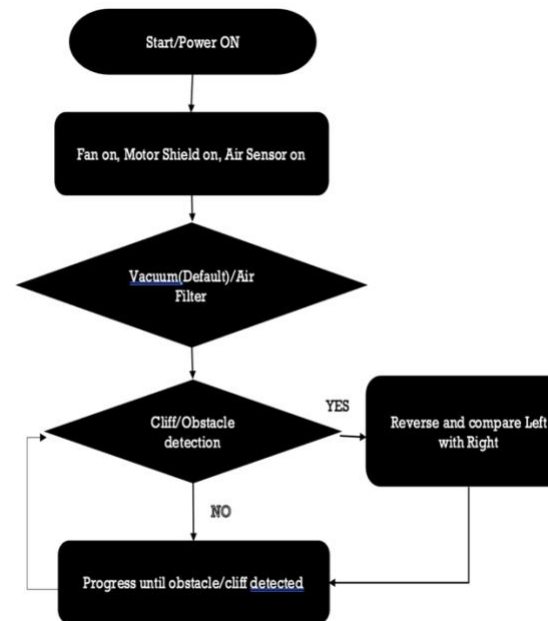 Start/Power ON
Fan on, Motor Shield on, Air Sensor on
Vacuum(Default)/Air
Filter
Cliff/Obstacle
detection
YES
Reverse and compare Left
with Right
NO
Progress until obstacle/cliff detected